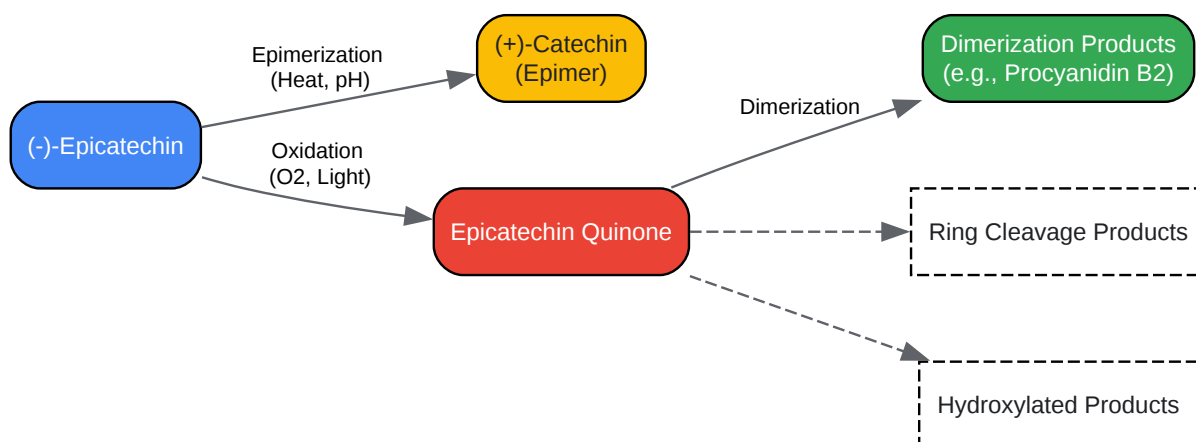 (-)-Epicatechin
Epimerization
(Heat, pH)
(+)-Catechin
(Epimer)
Oxidation
(O2, Light)
Epicatechin Quinone
Dimerization
Dimerization Products
(e.g., Procyanidin B2)
Ring Cleavage Products
Hydroxylated Products